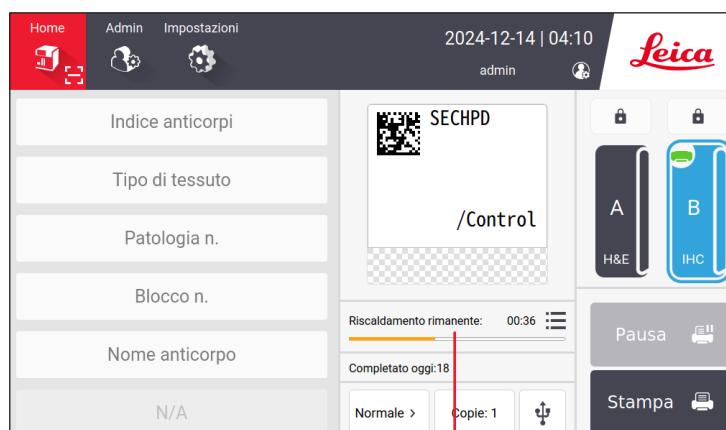 Home
Admin
Impostazioni
2024-12-14 | 04:10
admin
Leica
Indice anticorpi
Tipo di tessuto
Patologia n.
Blocco n.
Nome anticorpo
N/A
SECHPD
/Control
Riscaldamento rimanente: 00:36
Completato oggi:18
Normale >
Copie: 1
A
H&E
B
IHC
Pausa
Stampa